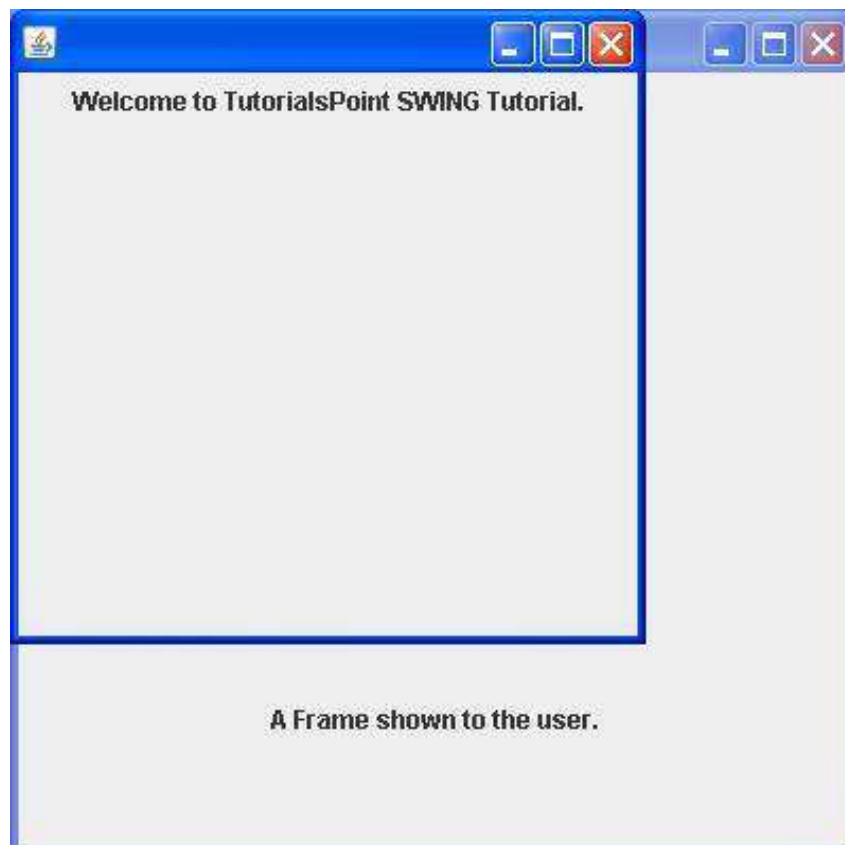 Welcome to TutorialsPoint SWING Tutorial.
A Frame shown to the user.